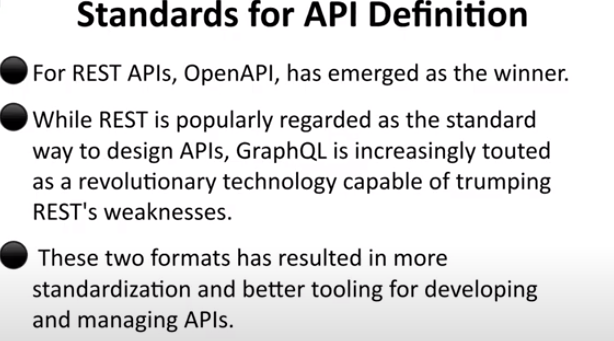 Standards for API Definition
For REST APIs, OpenAPI, has emerged as the winner.
While REST is popularly regarded as the standard
way to design APIs, GraphQL is increasingly touted
as a revolutionary technology capable of trumping
REST's weaknesses.
These two formats has resulted in more
standardization and better tooling for developing
and managing APIs.